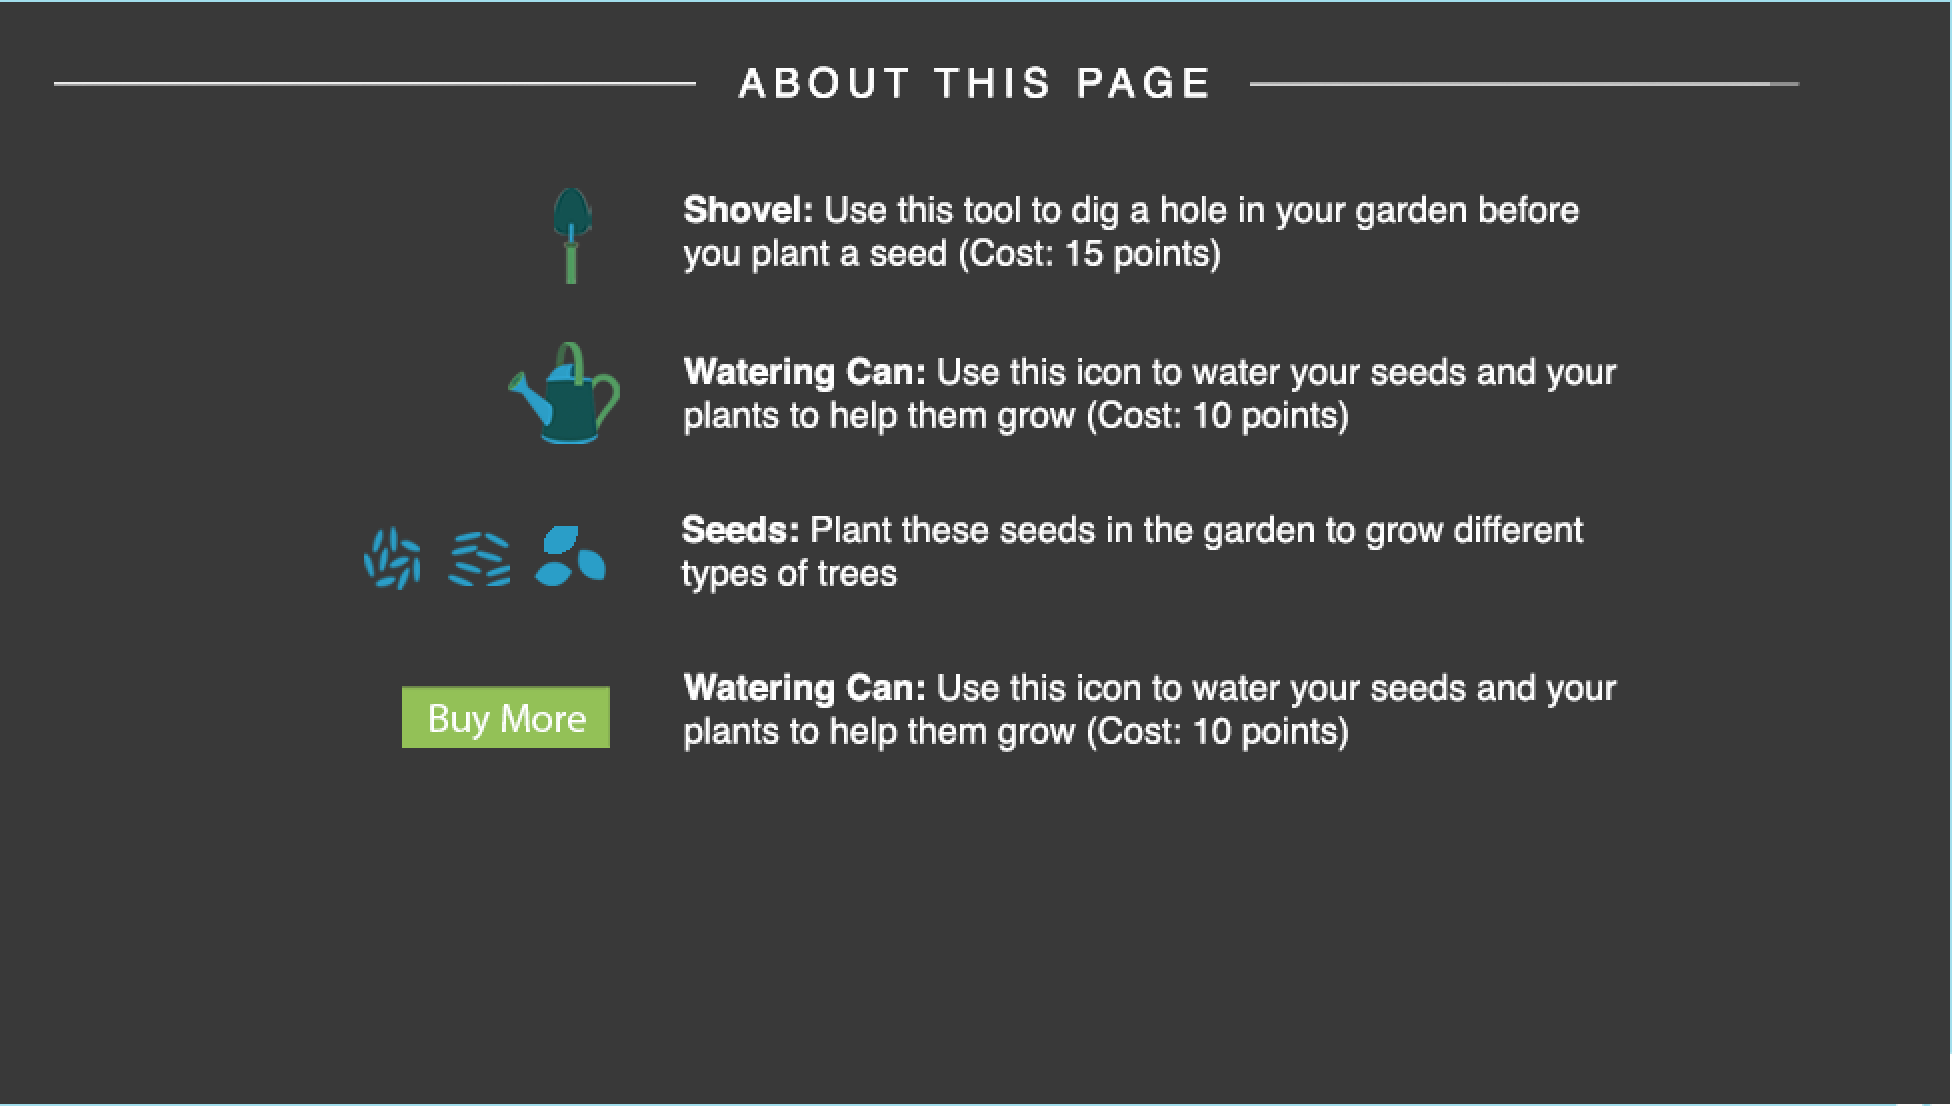 ABOUT THIS PAGE
Shovel: Use this tool to dig a hole in your garden before
you plant a seed (Cost: 15 points)
Watering Can: Use this icon to water your seeds and your
plants to help them grow (Cost: 10 points)
Seeds: Plant these seeds in the garden to grow different
types of trees
Buy More
Watering Can: Use this icon to water your seeds and your
plants to help them grow (Cost: 10 points)